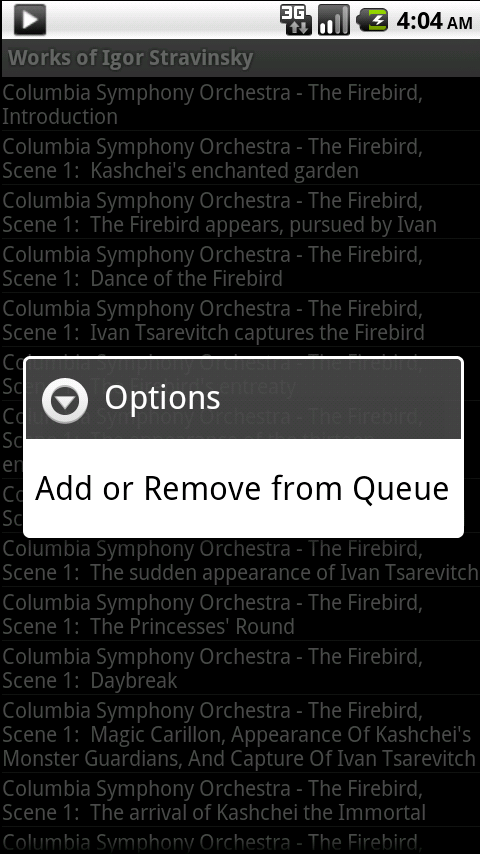 3G
4:04 AM
Works of Igor Stravinsky
Columbia Symphony Orchestra - The Firebird,
Introduction
Columbia Symphony Orchestra - The Firebird,
Scene 1:  Kashchei's enchanted garden
Columbia Symphony Orchestra - The Firebird,
Scene 1:  The Firebird appears, pursued by Ivan
Columbia Symphony Orchestra - The Firebird,
Scene 1:  Dance of the Firebird
Columbia Symphony Orchestra - The Firebird,
Scene 1:  Ivan Tsarevitch captures the Firebird
Columbia Symphony Orchestra - The Firebird,
Options
Add or Remove from Queue
Columbia Symphony Orchestra - The Firebird,
Scene 1:  The sudden appearance of Ivan Tsarevitch
Columbia Symphony Orchestra - The Firebird,
Scene 1:  The Princesses' Round
Columbia Symphony Orchestra - The Firebird,
Scene 1:  Daybreak
Columbia Symphony Orchestra - The Firebird,
Scene 1:  Magic Carillon, Appearance Of Kashchei's
Monster Guardians, And Capture Of Ivan Tsarevitch
Columbia Symphony Orchestra - The Firebird,
Scene 1:  The arrival of Kashchei the Immortal
Columbia Symphony Orchestra - The Firebird,